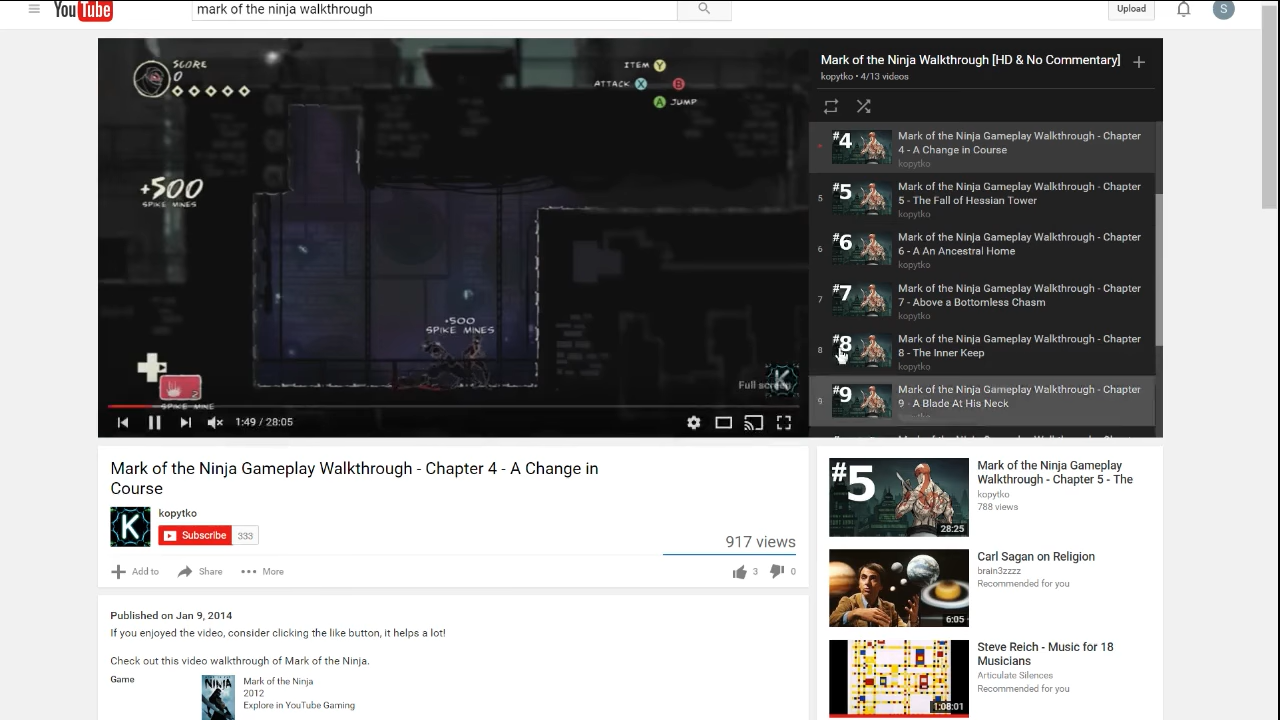 YouTube
mark of the ninja walkthrough
Upload
S
SCORE
0
ITEM Y
ATTACK X
B
A JUMP
+500
SPIKE MINES
+500
SPIKE MINES
2
SPIKE MINE
K
Full screen
1:49 / 28:05
Mark of the Ninja Walkthrough [HD & No Commentary]
kopytko • 4/13 videos
#4
Mark of the Ninja Gameplay Walkthrough - Chapter
4 - A Change in Course
kopytko
5
#5
Mark of the Ninja Gameplay Walkthrough - Chapter
5 - The Fall of Hessian Tower
kopytko
6
#6
Mark of the Ninja Gameplay Walkthrough - Chapter
6 - A An Ancestral Home
kopytko
7
#7
Mark of the Ninja Gameplay Walkthrough - Chapter
7 - Above a Bottomless Chasm
kopytko
8
#8
Mark of the Ninja Gameplay Walkthrough - Chapter
8 - The Inner Keep
kopytko
9
#9
Mark of the Ninja Gameplay Walkthrough - Chapter
9 - A Blade At His Neck
Mark of the Ninja Gameplay Walkthrough - Chapter 4 - A Change in
Course
K
kopytko
Subscribe 333
917 views
Add to
Share
More
3
0
Published on Jan 9, 2014
If you enjoyed the video, consider clicking the like button, it helps a lot!
Check out this video walkthrough of Mark of the Ninja.
Game
NINJA
Mark of the Ninja
2012
Explore in YouTube Gaming
#5
28:25
Mark of the Ninja Gameplay
Walkthrough - Chapter 5 - The
kopytko
788 views
6:05
Carl Sagan on Religion
brain3zzzz
Recommended for you
1:08:01
Steve Reich - Music for 18
Musicians
Articulate Silences
Recommended for you